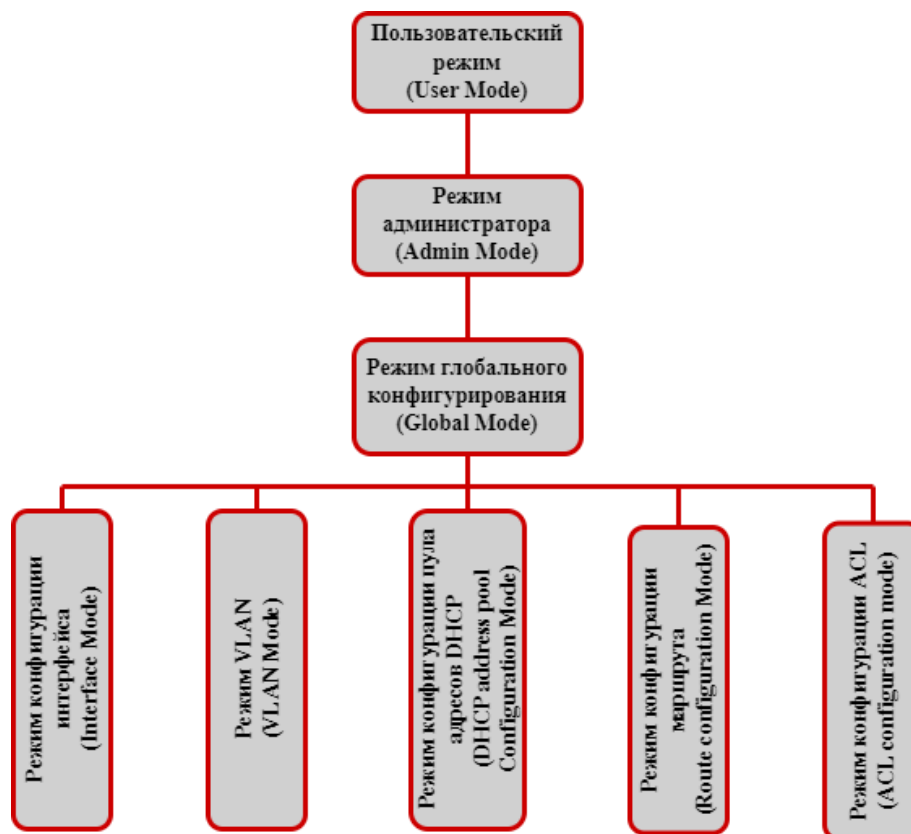 Пользовательский
режим
(User Mode)
Режим
администратора
(Admin Mode)
Режим глобального
конфигурирования
(Global Mode)
Режим конфигурации
интерфейса
(Interface Mode)
Режим VLAN
(VLAN Mode)
Режим конфигурации пула
адресов DHCP
(DHCP address pool
Configuration Mode)
Режим конфигурации
маршрута
(Route configuration Mode)
Режим конфигурации ACL
(ACL configuration mode)